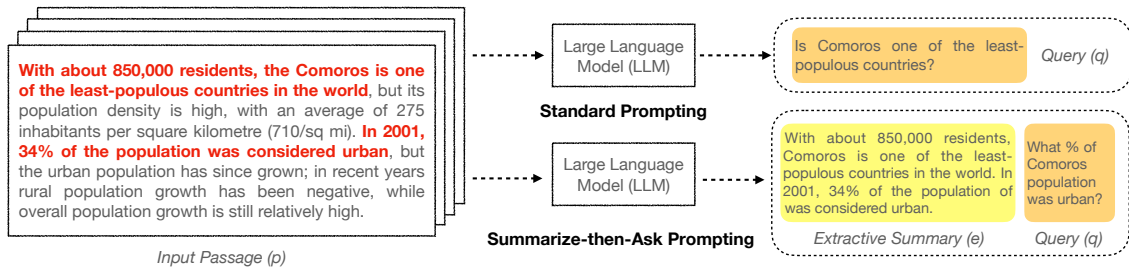 With about 850,000 residents, the Comoros is one
of the least-populous countries in the world, but its
population density is high, with an average of 275
inhabitants per square kilometre (710/sq mi). In 2001,
34% of the population was considered urban, but
the urban population has since grown; in recent years
rural population growth has been negative, while
overall population growth is still relatively high.
Input Passage (p)
Large Language
Model (LLM)
Standard Prompting
Is Comoros one of the least-
populous countries?
Query (q)
Large Language
Model (LLM)
Summarize-then-Ask Prompting
With about 850,000 residents,
Comoros is one of the least-
populous countries in the world. In
2001, 34% of the population of
was considered urban.
Extractive Summary (e)
What % of
Comoros
population
was urban?
Query (q)